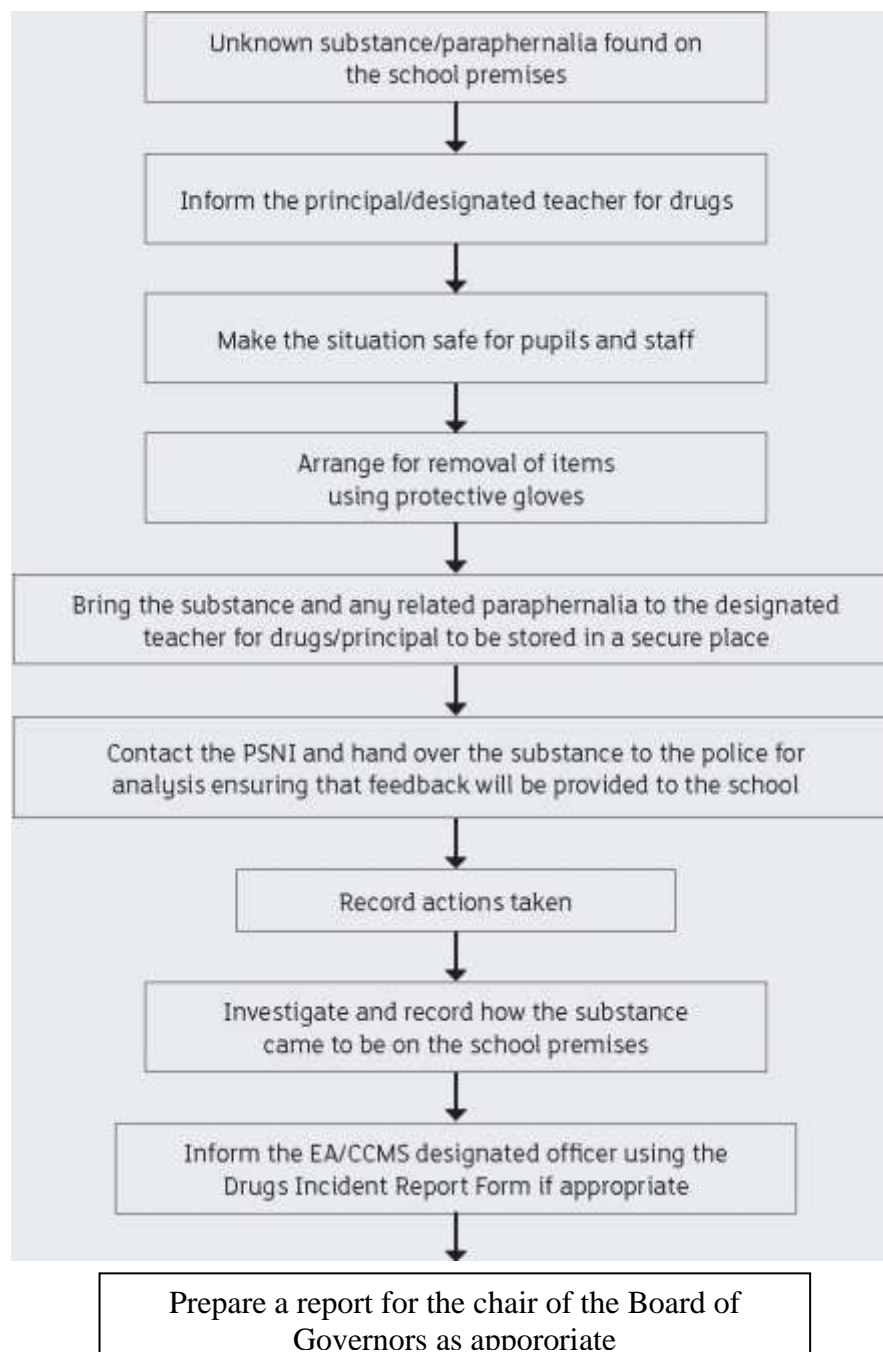 Unknown substance/paraphernalia found on
the school premises
Inform the principal/designated teacher for drugs
Make the situation safe for pupils and staff
Arrange for removal of items
using protective gloves
Bring the substance and any related paraphernalia to the designated
teacher for drugs/principal to be stored in a secure place
Contact the PSNI and hand over the substance to the police for
analysis ensuring that feedback will be provided to the school
Record actions taken
Investigate and record how the substance
came to be on the school premises
Inform the EA/CCMS designated officer using the
Drugs Incident Report Form if appropriate
Prepare a report for the chair of the Board of
Governors as appororiate